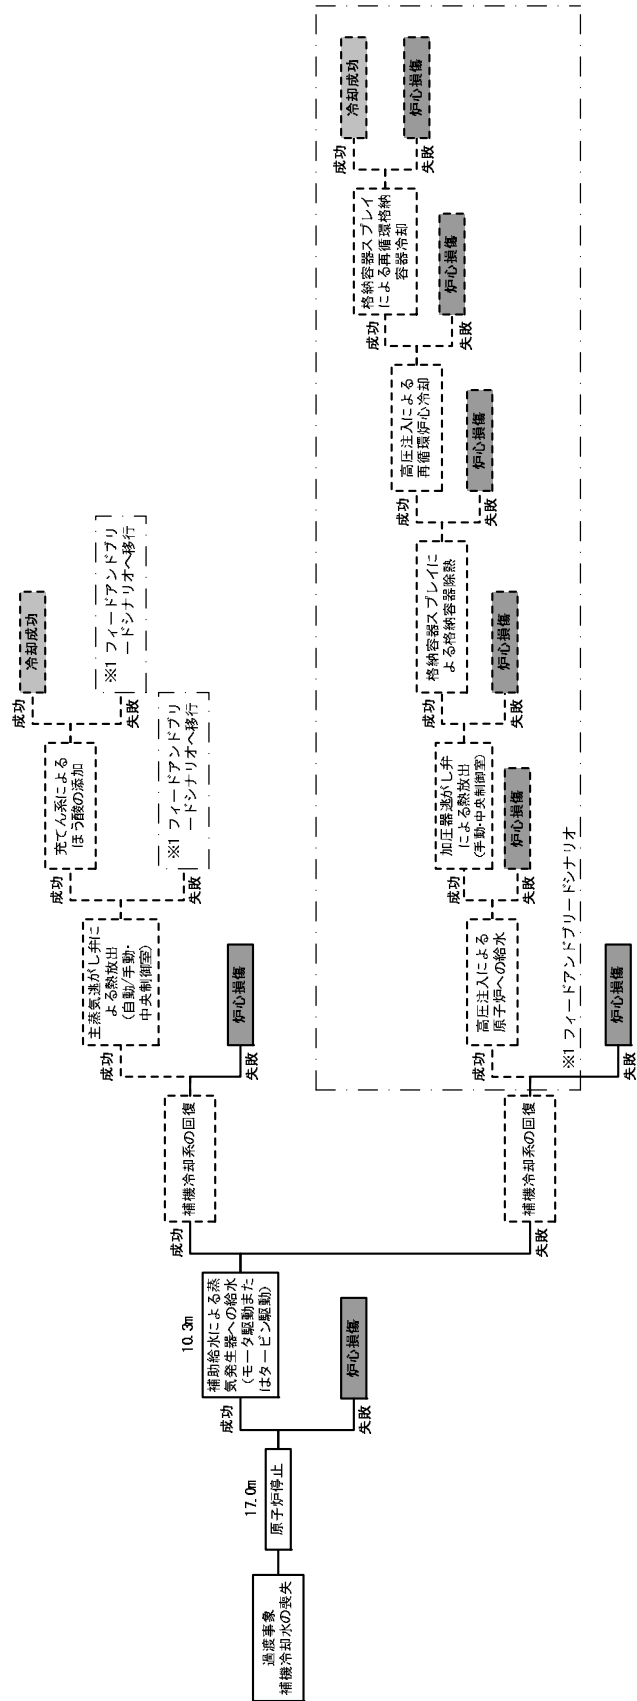 過渡事象
補機冷却水の喪失
17.0m
原子炉停止
成功
失敗
炉心損傷
10.3m
補助給水による蒸
気発生器への給水
(モータ駆動また
はタービン駆動)
成功
失敗
補機冷却系の回復
成功
失敗
炉心損傷
主蒸気逃がし弁に
よる熱放出
(自動/手動・
中央制御室)
成功
失敗
※1 フィードアンドブリ
ードシナリオへ移行
充てん系による
ほう酸の添加
成功
失敗
冷却成功
※1 フィードアンドブリ
ードシナリオへ移行
補機冷却系の回復
成功
失敗
炉心損傷
※1 フィードアンドブリードシナリオ
高圧注入による
原子炉への給水
成功
失敗
炉心損傷
加圧器逃がし弁
による熱放出
(手動・中央制御室)
成功
失敗
炉心損傷
格納容器スプレイに
よる格納容器除熱
成功
失敗
炉心損傷
高圧注入による
再循環炉心冷却
成功
失敗
炉心損傷
格納容器スプレイ
による再循環格納
容器冷却
成功
失敗
冷却成功
炉心損傷